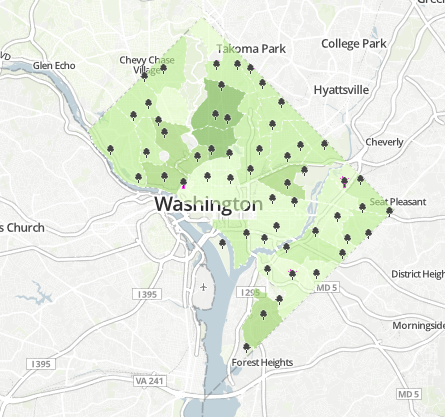 Takoma Park
College Park
Chevy Chase
Village
Glen Echo
Hyattsville
Cheverly
Washington
Seat Pleasant
s Church
District Heigh
I 395
I 295
MD 5
MD 5
Morningside
I 395
Forest Heights
VA 241